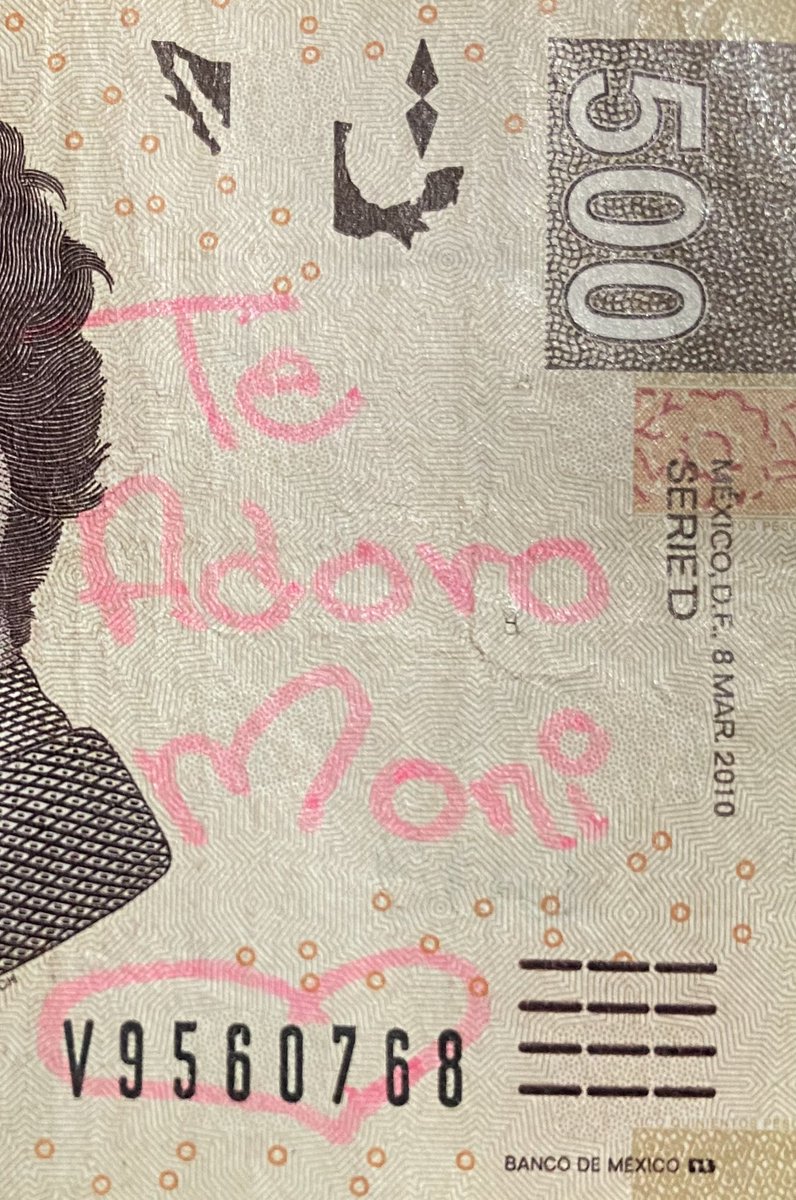 500
Te
Adoro
Moni
MÉXICO, D.F., 8 MAR. 2010
SERIE D
V9560768
BANCO DE MÉXICO